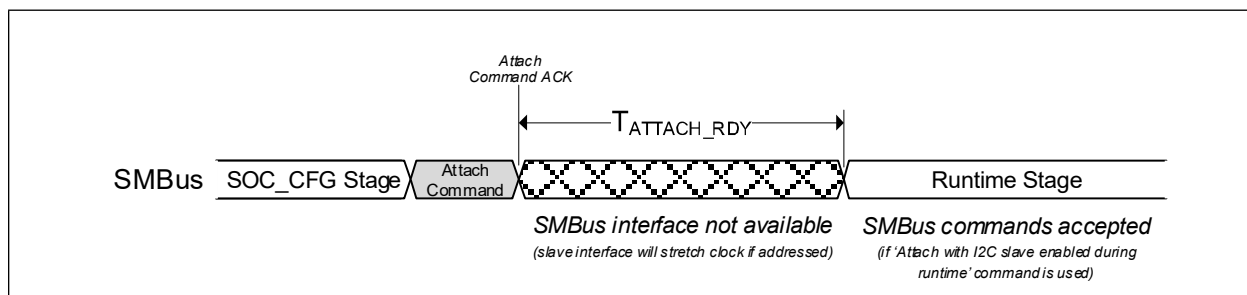 Attach
Command ACK
TATTACH_RDY
SMBus
SOC_CFG Stage
Attach
Command
Runtime Stage
SMBus interface not available
(slave interface will stretch clock if addressed)
SMBus commands accepted
(if ‘Attach with I2C slave enabled during
runtime’ command is used)